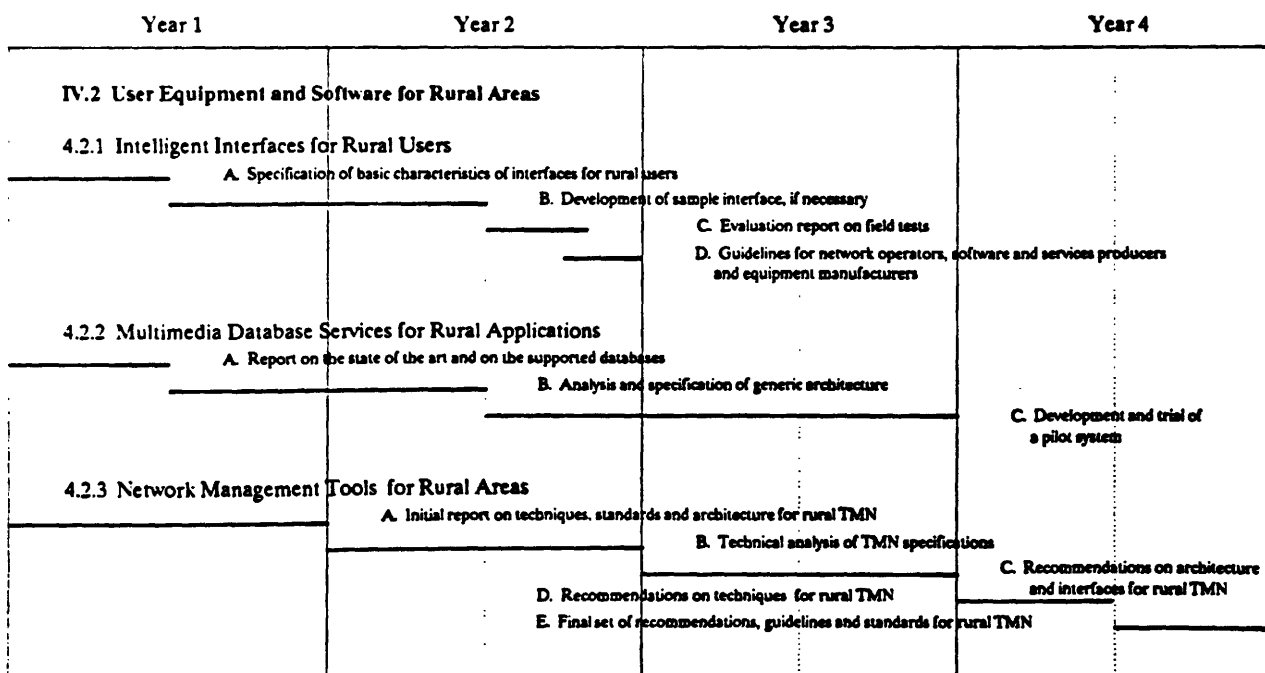 Year 1 Year 2 Year 3 Year 4
IV.2 User Equipment and Software for Rural Areas
4.2.1 Intelligent Interfaces for Rural Users
A. Specification of basic characteristics of interfaces for rural users
B. Development of sample interface, if necessary
C. Evaluation report on field tests
D. Guidelines for network operators, software and services producers
and equipment manufacturers
4.2.2 Multimedia Database Services for Rural Applications
A. Report on the state of the art and on the supported databases
B. Analysis and specification of generic architecture
C. Development and trial of
a pilot system
4.2.3 Network Management Tools for Rural Areas
A. Initial report on techniques, standards and architecture for rural TMN
B. Technical analysis of TMN specifications
C. Recommendations on architecture
and interfaces for rural TMN
D. Recommendations on techniques for rural TMN
E. Final set of recommendations, guidelines and standards for rural TMN